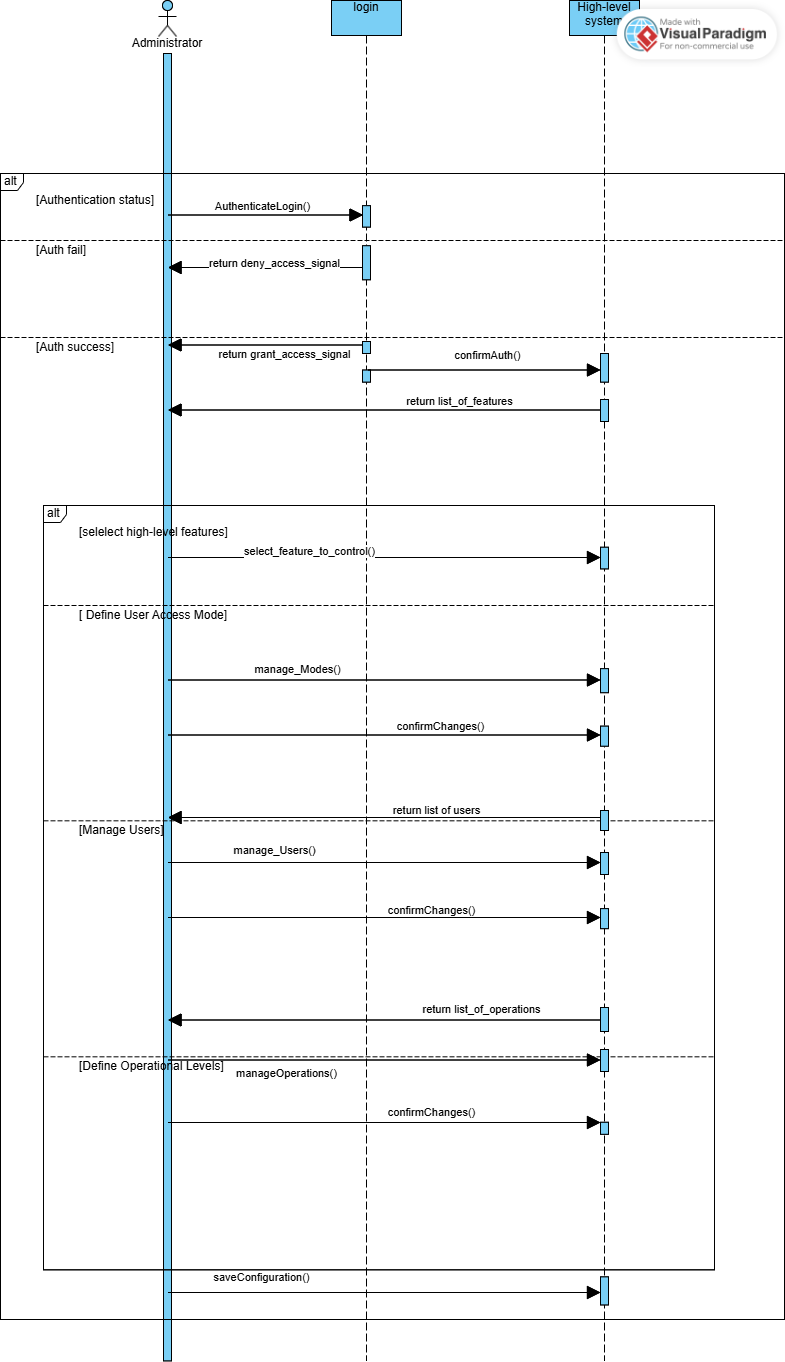 Administrator
login
High-level
system
Made with
VisualParadigm
For non-commercial use
alt
[Authentication status]
AuthenticateLogin()
[Auth fail]
return deny_access_signal
[Auth success]
return grant_access_signal
confirmAuth()
return list_of_features
alt
[selelect high-level features]
select_feature_to_control()
[ Define User Access Mode]
manage_Modes()
confirmChanges()
return list of users
[Manage Users]
manage_Users()
confirmChanges()
return list_of_operations
[Define Operational Levels]
manageOperations()
confirmChanges()
saveConfiguration()